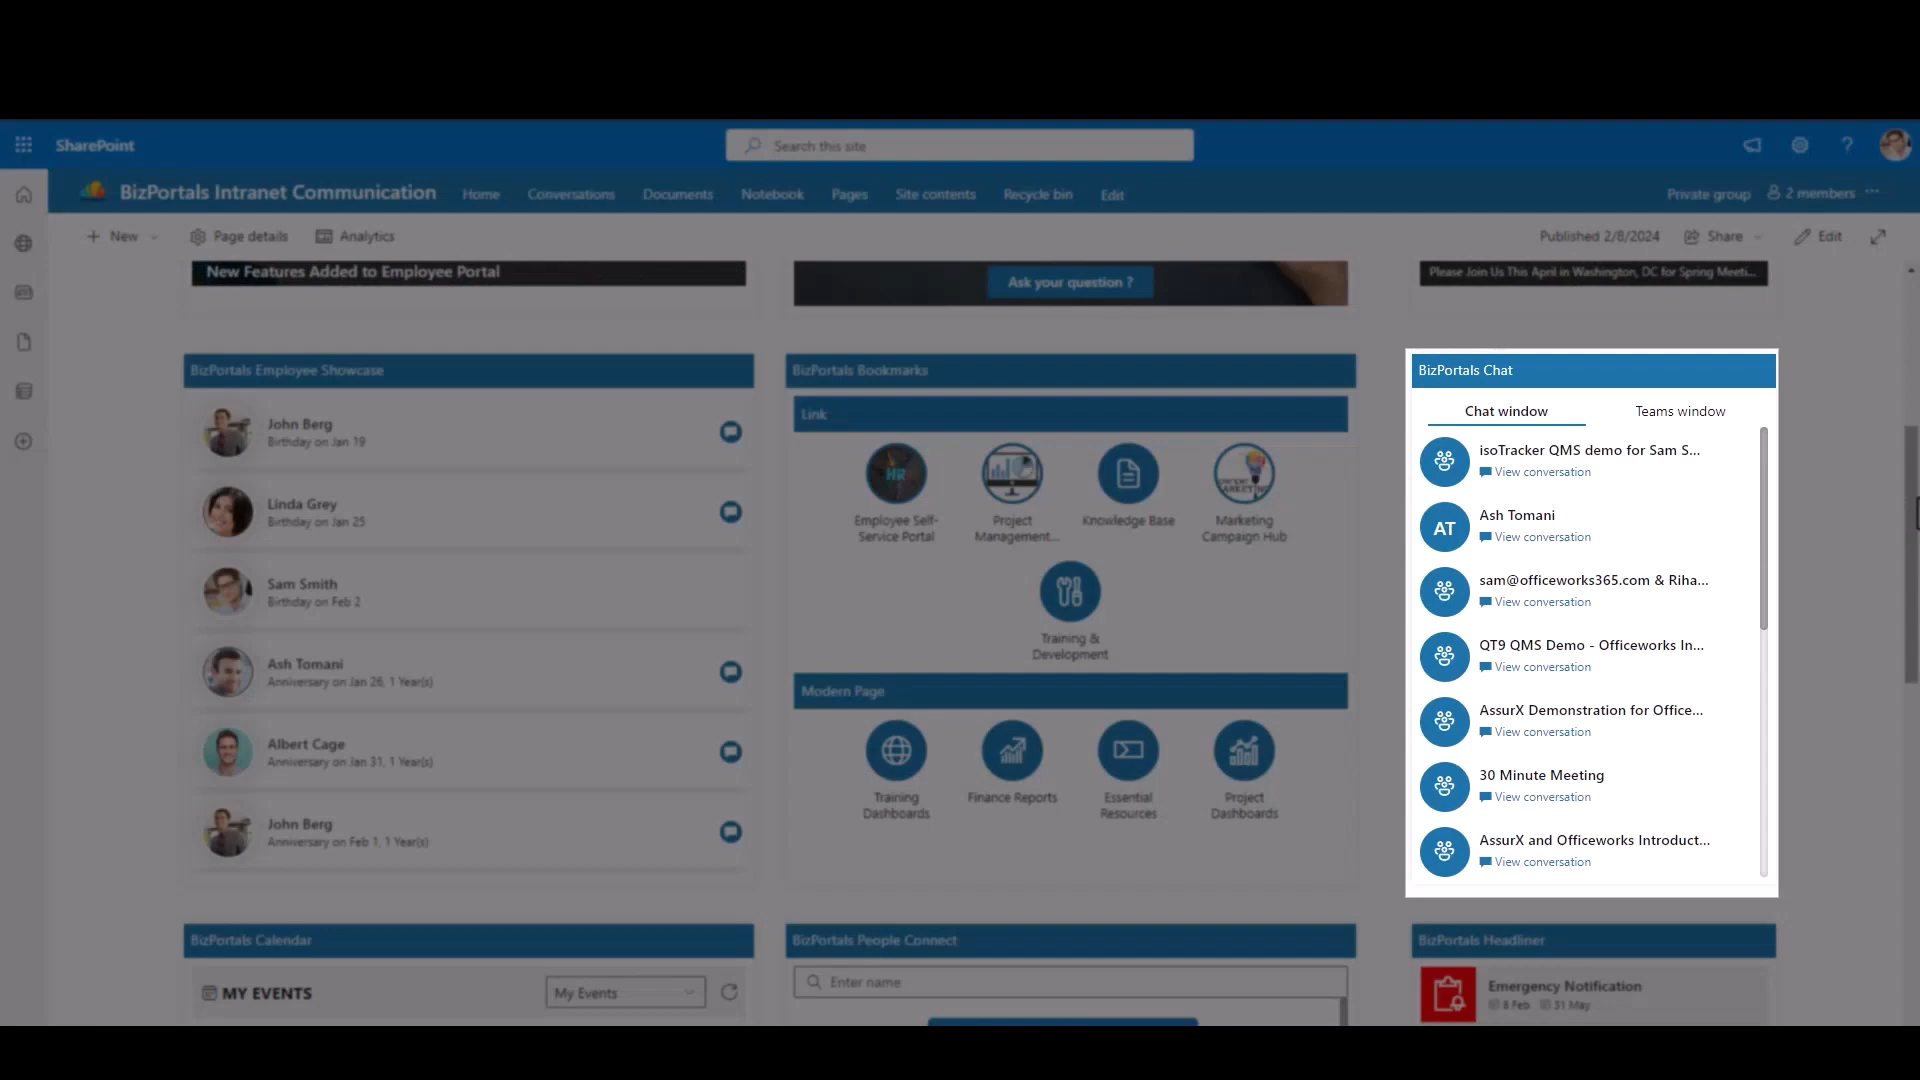 SharePoint
Search this site
BizPortals Intranet Communication
Home
Conversations
Documents
Notebook
Pages
Site contents
Recycle bin
Edit
Private group
2 members
New
Page details
Analytics
Published 2/8/2024
Share
Edit
New Features Added to Employee Portal
Ask your question ?
Please Join Us This April in Washington, DC for Spring Meeti...
BizPortals Employee Showcase
John Berg
Birthday on Jan 19
Linda Grey
Birthday on Jan 25
Sam Smith
Birthday on Feb 2
Ash Tomani
Anniversary on Jan 26, 1 Year(s)
Albert Cage
Anniversary on Jan 31, 1 Year(s)
John Berg
Anniversary on Feb 1, 1 Year(s)
BizPortals Bookmarks
Link
HR
Employee Self-
Service Portal
Project
Management...
Knowledge Base
Marketing
Campaign Hub
Training &
Development
Modern Page
Training
Dashboards
Finance Reports
Essential
Resources
Project
Dashboards
BizPortals Chat
Chat window
Teams window
isoTracker QMS demo for Sam S...
View conversation
AT
Ash Tomani
View conversation
sam@officeworks365.com & Riha...
View conversation
QT9 QMS Demo - Officeworks In...
View conversation
AssurX Demonstration for Office...
View conversation
30 Minute Meeting
View conversation
AssurX and Officeworks Introduct...
View conversation
BizPortals Calendar
MY EVENTS
My Events
BizPortals People Connect
Enter name
BizPortals Headliner
Emergency Notification
8 Feb
31 May